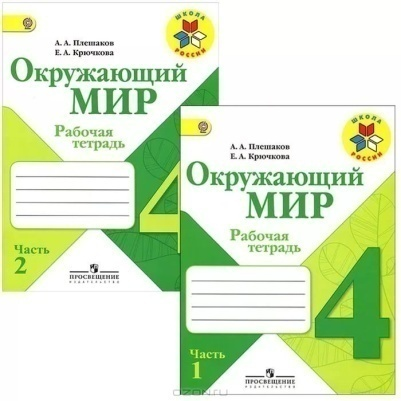 ШКОЛА
РОССИИ
А. А. Плешаков
Е. А. Крючкова
Окружающий
МИР
Рабочая
тетрадь
4
Часть
2
ПРОСВЕЩЕНИЕ
ИЗДАТЕЛЬСТВО
ШКОЛА
РОССИИ
А. А. Плешаков
Е. А. Крючкова
Окружающий
МИР
Рабочая
тетрадь
4
Часть
1
ПРОСВЕЩЕНИЕ
ИЗДАТЕЛЬСТВО
ozon.ru